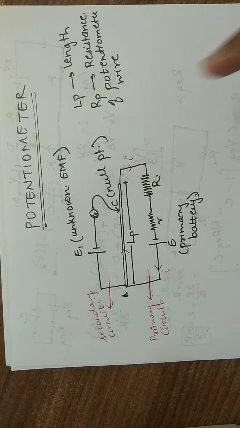 POTENTIOMETER
Lp → Length
Rp → Resistance
of potentiometer
wire
E₁ (unknown EMF)
(null pt.)
Secondary
circuit
G
C
A
Lp
r
R
Primary
circuit
E
(primary
battery)